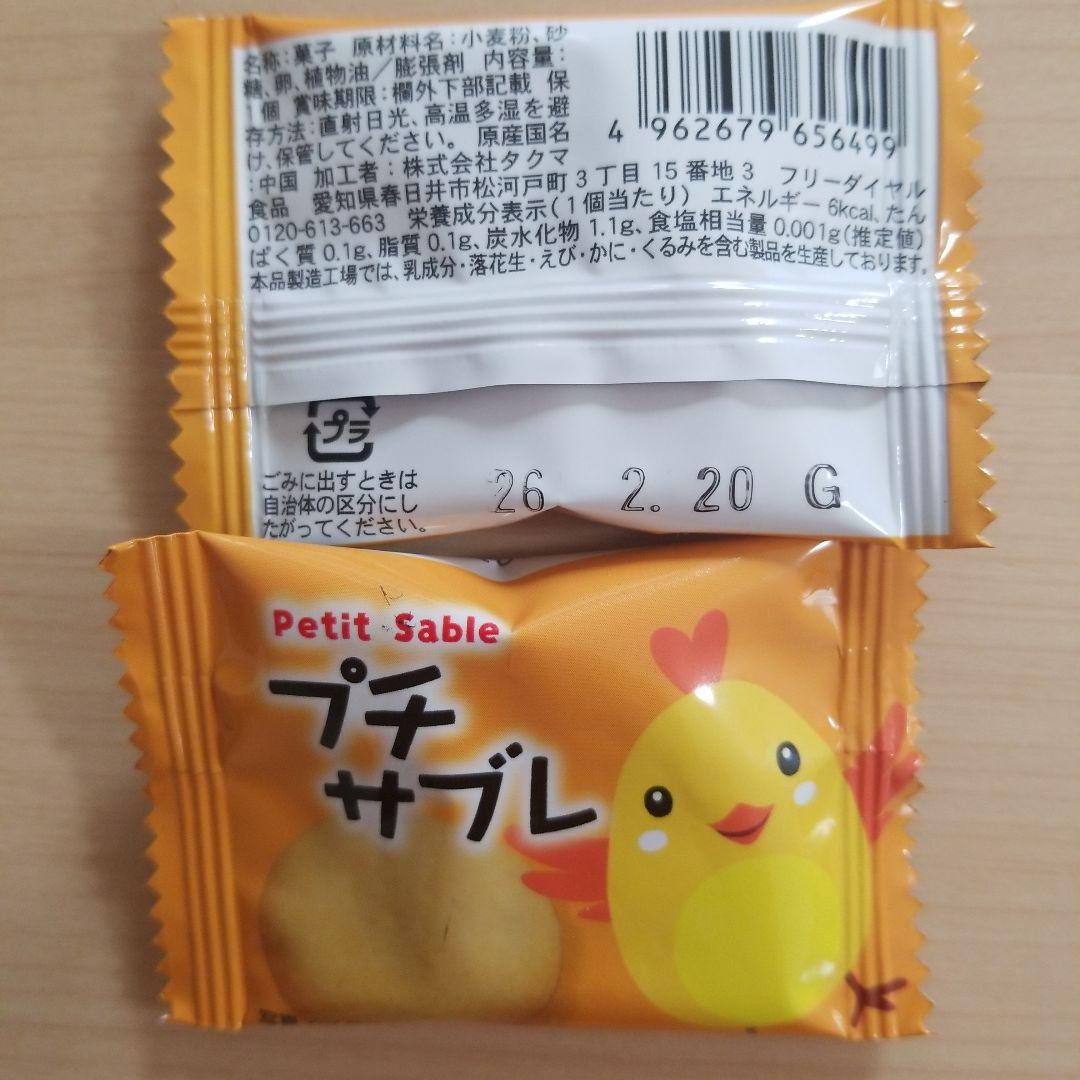 名称:菓子 原材料名:小麦粉、砂
糖、卵、植物油／膨張剤 内容量:
1個 賞味期限:欄外下部記載 保
存方法:直射日光、高温多湿を避
け、保管してください。 原産国名
:中国 加工者:株式会社タクマ
食品 愛知県春日井市松河戸町3丁目15番地3 フリーダイヤル
0120-613-663 栄養成分表示(1個当たり) エネルギー6kcal、たん
ぱく質0.1g、脂質0.1g、炭水化物1.1g、食塩相当量0.001g(推定値)
本品製造工場では、乳成分・落花生・えび・かに・くるみを含む製品を生産しております。
4 962679 656499
プラ
ごみに出すときは
自治体の区分にし
たがってください。
26 2.20 G
Petit Sable
プチ
サブレ